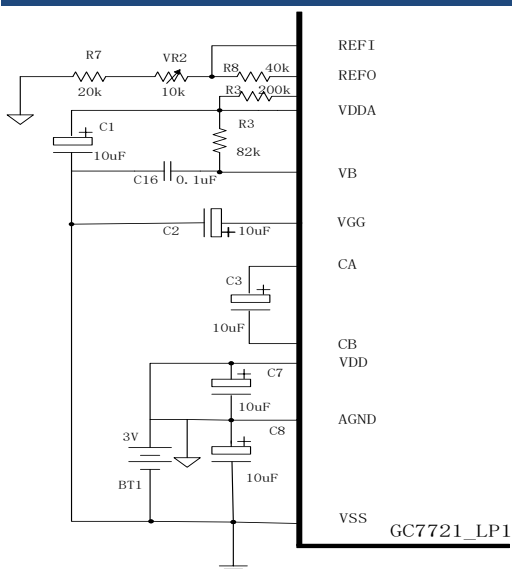 REFI
R7
VR2
R8 40k
REFO
20k
10k
R3 200k
VDDA
C1
10uF
R3
82k
C16 0.1uF
VB
VGG
C2
10uF
CA
C3
10uF
CB
VDD
C7
10uF
AGND
C8
3V
10uF
BT1
VSS
GC7721_LP1